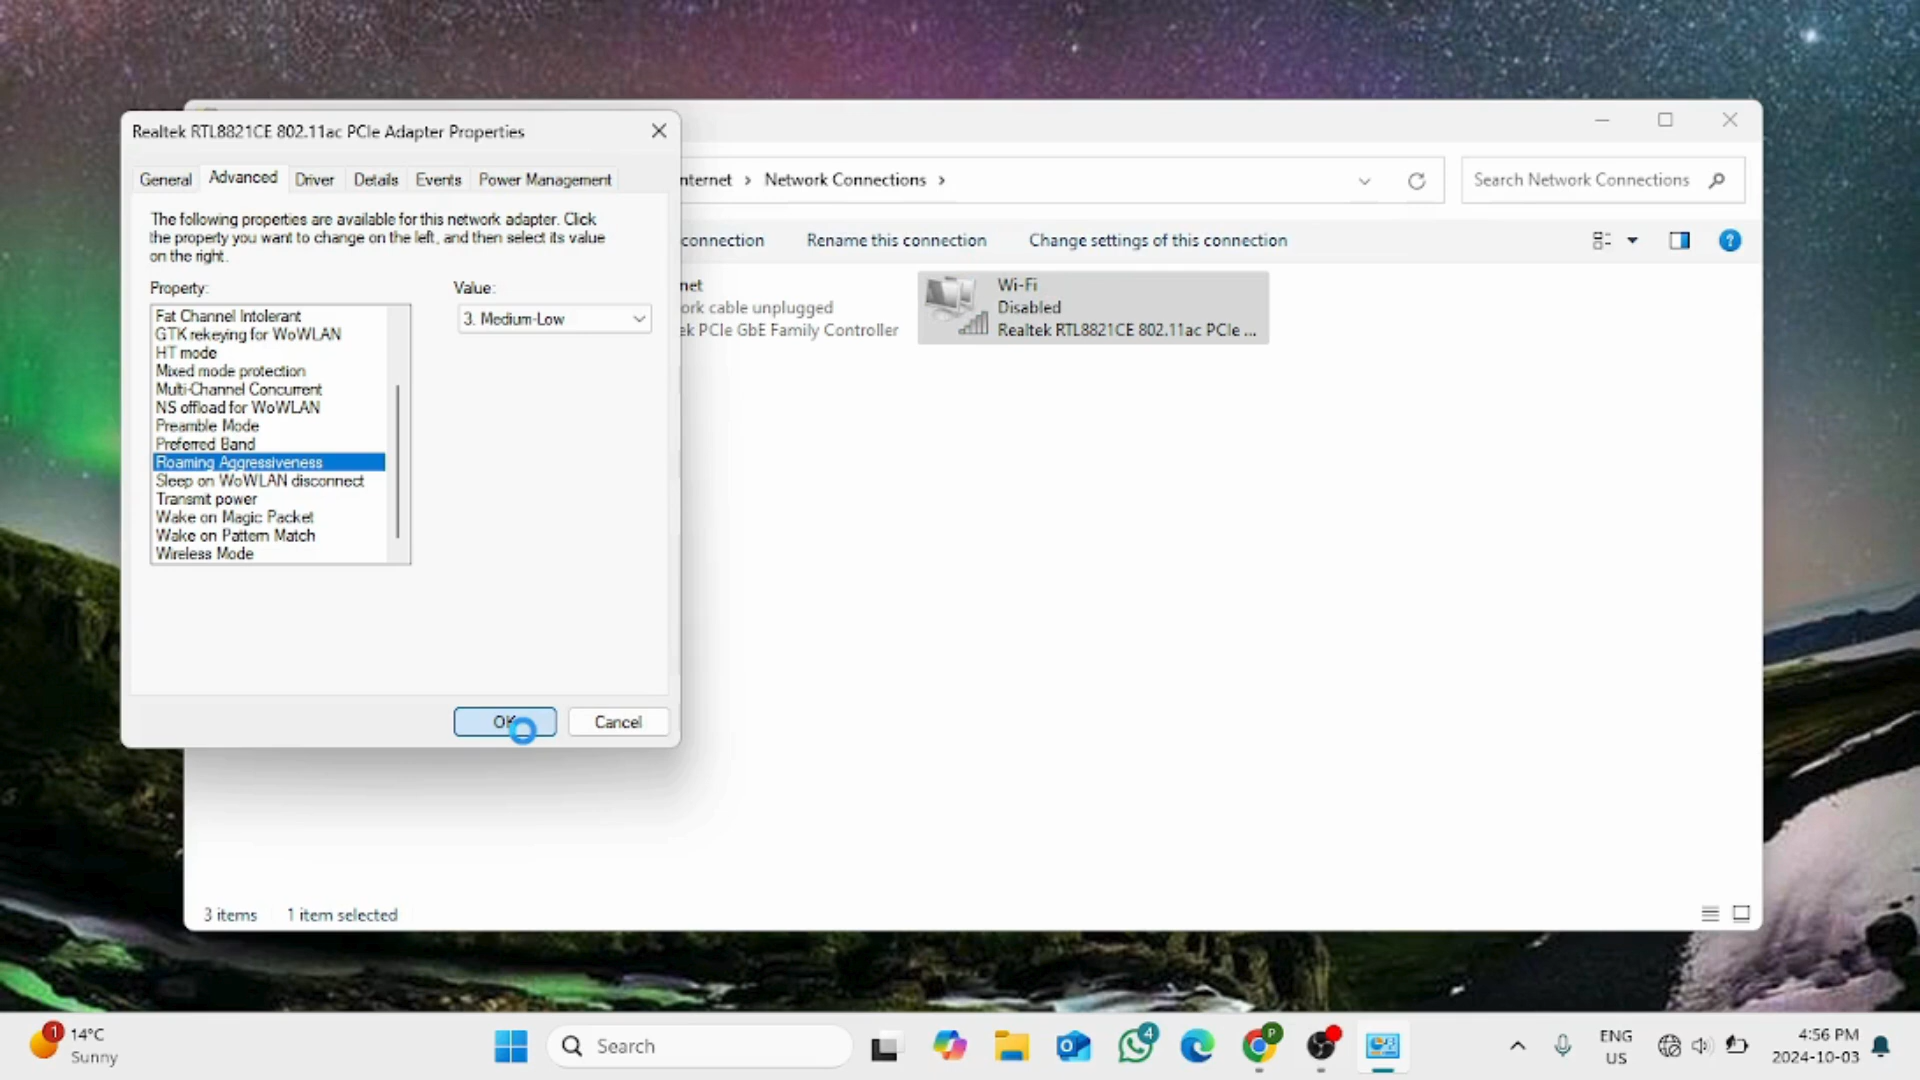 Realtek RTL8821CE 802.11ac PCIe Adapter Properties
General
Advanced
Driver
Details
Events
Power Management
The following properties are available for this network adapter. Click
the property you want to change on the left, and then select its value
on the right.
Property:
Value:
Fat Channel Intolerant
GTK rekeying for WoWLAN
HT mode
Mixed mode protection
Multi-Channel Concurrent
NS offload for WoWLAN
Preamble Mode
Preferred Band
Roaming Aggressiveness
Sleep on WoWLAN disconnect
Transmit power
Wake on Magic Packet
Wake on Pattern Match
Wireless Mode
3. Medium-Low
OK
Cancel
nternet > Network Connections >
Search Network Connections
connection
Rename this connection
Change settings of this connection
net
ork cable unplugged
ek PCIe GbE Family Controller
Wi-Fi
Disabled
Realtek RTL8821CE 802.11ac PCIe ...
3 items
1 item selected
1
14°C
Sunny
Search
4
P
ENG
US
4:56 PM
2024-10-03